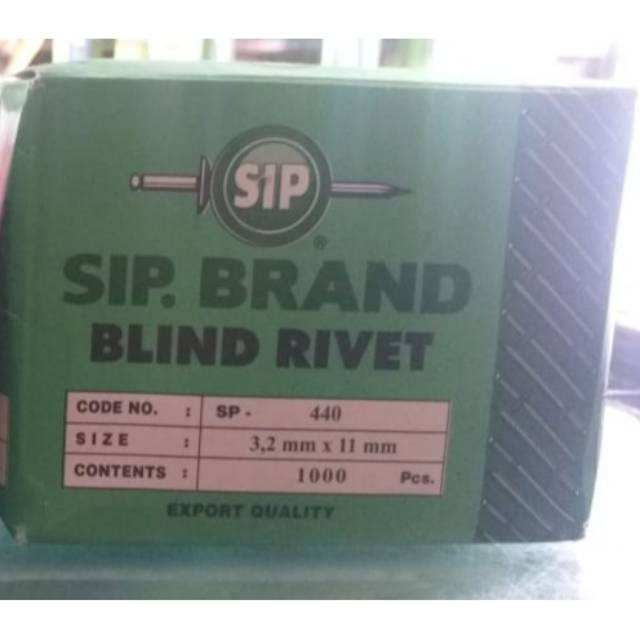 SIP
®
SIP. BRAND
BLIND RIVET
CODE NO. : SP - 440
SIZE : 3,2 mm x 11 mm
CONTENTS : 1000 Pcs.
EXPORT QUALITY